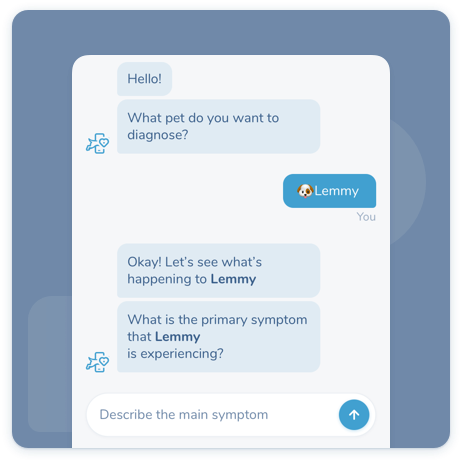 Hello!
What pet do you want to
diagnose?
🐶Lemmy
You
Okay! Let's see what's
happening to Lemmy
What is the primary symptom
that Lemmy
is experiencing?
Describe the main symptom